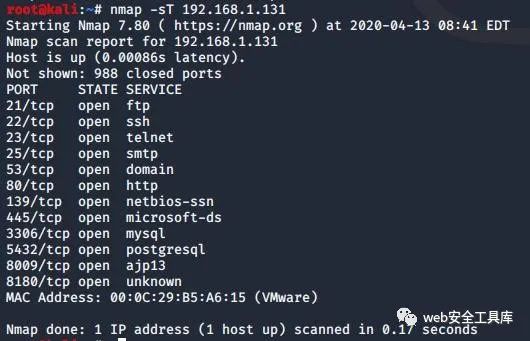 root@kali:~# nmap -sT 192.168.1.131
Starting Nmap 7.80 ( https://nmap.org ) at 2020-04-13 08:41 EDT
Nmap scan report for 192.168.1.131
Host is up (0.00086s latency).
Not shown: 988 closed ports
PORT     STATE SERVICE
21/tcp   open  ftp
22/tcp   open  ssh
23/tcp   open  telnet
25/tcp   open  smtp
53/tcp   open  domain
80/tcp   open  http
139/tcp  open  netbios-ssn
445/tcp  open  microsoft-ds
3306/tcp open  mysql
5432/tcp open  postgresql
8009/tcp open  ajp13
8180/tcp open  unknown
MAC Address: 00:0C:29:B5:A6:15 (VMware)
web安全工具库
Nmap done: 1 IP address (1 host up) scanned in 0.17 seconds